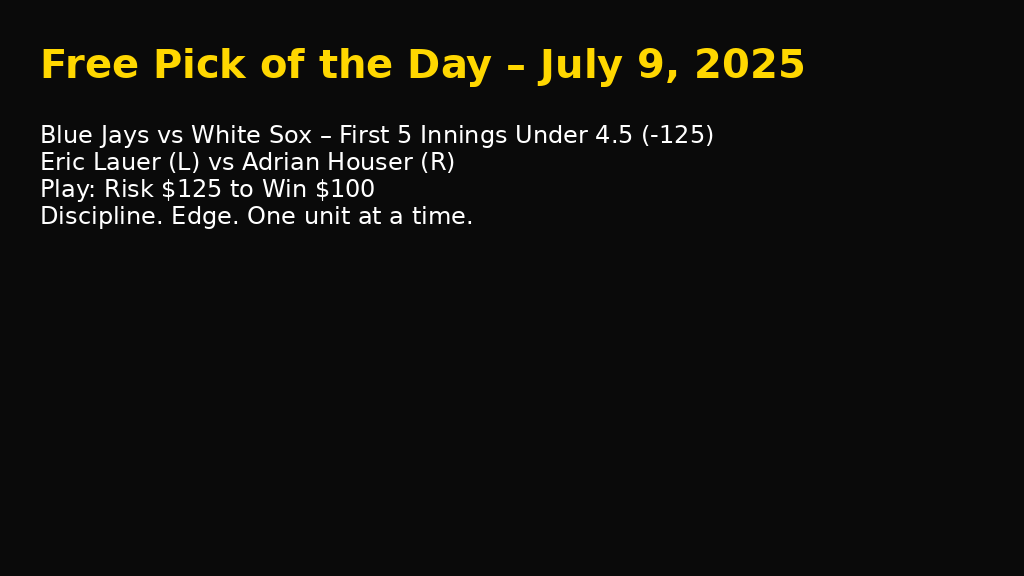 Free Pick of the Day – July 9, 2025
Blue Jays vs White Sox – First 5 Innings Under 4.5 (-125)
Eric Lauer (L) vs Adrian Houser (R)
Play: Risk $125 to Win $100
Discipline. Edge. One unit at a time.